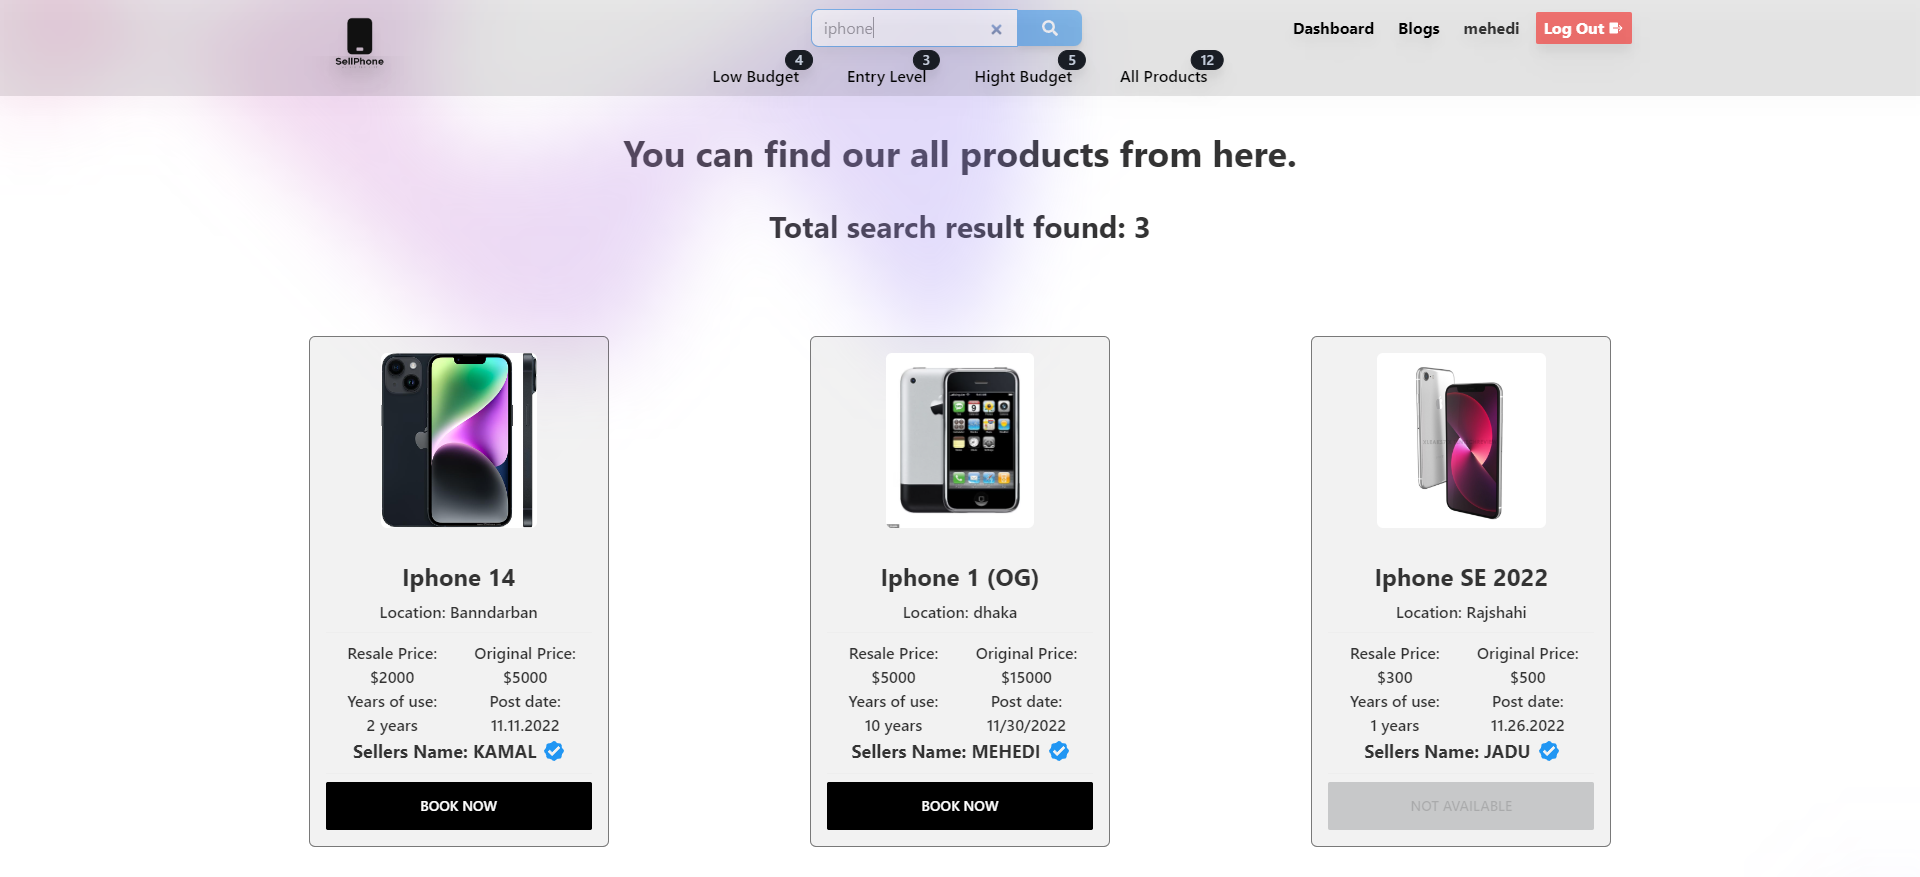 SellPhone
iphone
Dashboard
Blogs
mehedi
Log Out
Low Budget 4
Entry Level 3
Hight Budget 5
All Products 12
You can find our all products from here.
Total search result found: 3
Iphone 14
Location: Banndarban
Resale Price:
$2000
Original Price:
$5000
Years of use:
2 years
Post date:
11.11.2022
Sellers Name: KAMAL
BOOK NOW
Iphone 1 (OG)
Location: dhaka
Resale Price:
$5000
Original Price:
$15000
Years of use:
10 years
Post date:
11/30/2022
Sellers Name: MEHEDI
BOOK NOW
Iphone SE 2022
Location: Rajshahi
Resale Price:
$300
Original Price:
$500
Years of use:
1 years
Post date:
11.26.2022
Sellers Name: JADU
NOT AVAILABLE